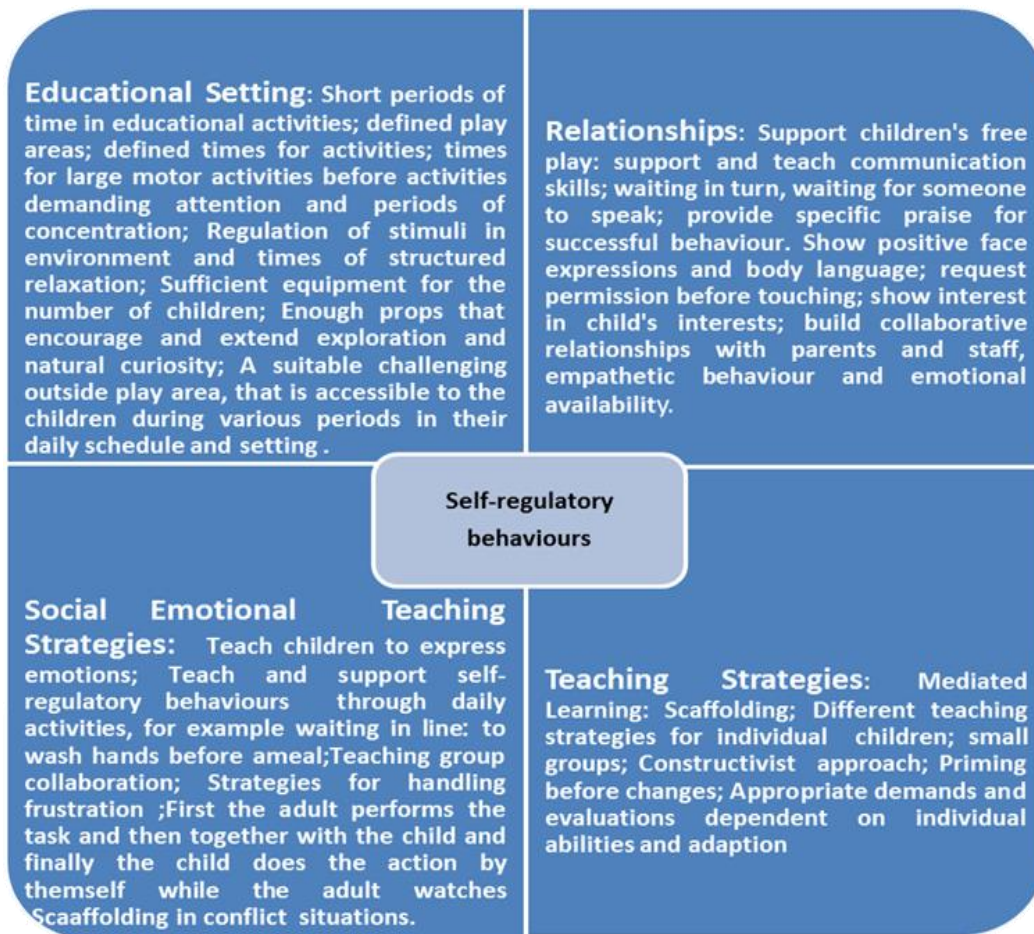 Educational Setting: Short periods of
time in educational activities; defined play
areas; defined times for activities; times
for large motor activities before activities
demanding attention and periods of
concentration; Regulation of stimuli in
environment and times of structured
relaxation; Sufficient equipment for the
number of children; Enough props that
encourage and extend exploration and
natural curiosity; A suitable challenging
outside play area, that is accessible to the
children during various periods in their
daily schedule and setting .
Relationships: Support children's free
play: support and teach communication
skills; waiting in turn, waiting for someone
to speak; provide specific praise for
successful behaviour. Show positive face
expressions and body language; request
permission before touching; show interest
in child's interests; build collaborative
relationships with parents and staff,
empathetic behaviour and emotional
availability.
Self-regulatory
behaviours
Social Emotional Teaching
Strategies: Teach children to express
emotions; Teach and support self-
regulatory behaviours through daily
activities, for example waiting in line: to
wash hands before ameal;Teaching group
collaboration; Strategies for handling
frustration ;First the adult performs the
task and then together with the child and
finally the child does the action by
themself while the adult watches
.Scaaffolding in conflict situations.
Teaching Strategies: Mediated
Learning: Scaffolding; Different teaching
strategies for individual children; small
groups; Constructivist approach; Priming
before changes; Appropriate demands and
evaluations dependent on individual
abilities and adaption